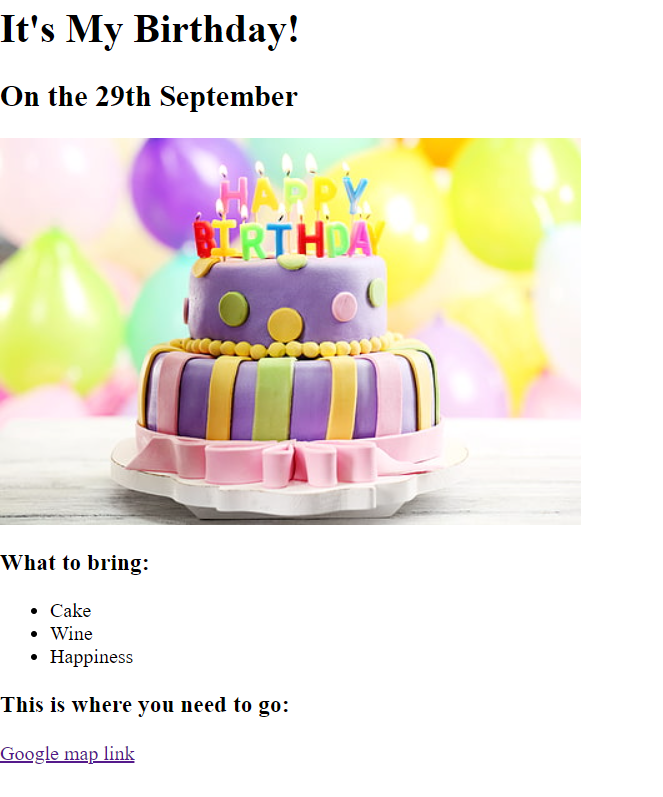 It's My Birthday!
On the 29th September
HAPPY
BIRTHDAY
What to bring:
Cake
Wine
Happiness
This is where you need to go:
Google map link